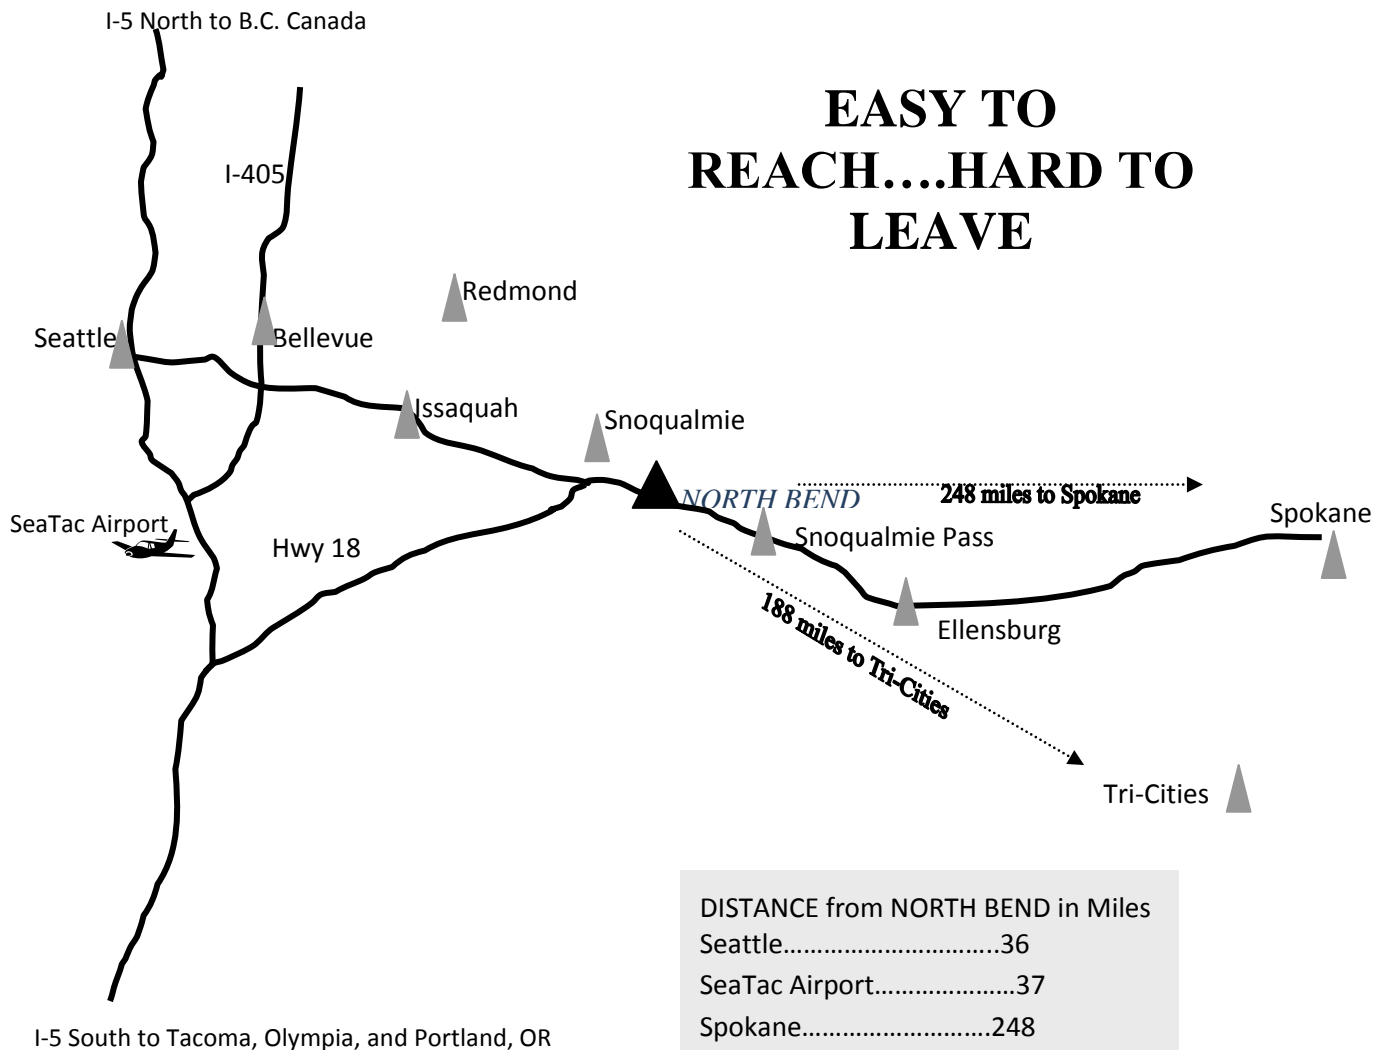 I-5 North to B.C. Canada
EASY TO
REACH….HARD TO
LEAVE
I-405
Redmond
Seattle
Bellevue
Issaquah
Snoqualmie
NORTH BEND
248 miles to Spokane
Spokane
SeaTac Airport
Hwy 18
Snoqualmie Pass
188 miles to Tri-Cities
Ellensburg
Tri-Cities
DISTANCE from NORTH BEND in Miles
Seattle…………………………..36
SeaTac Airport…………………37
Spokane……………………….248
I-5 South to Tacoma, Olympia, and Portland, OR